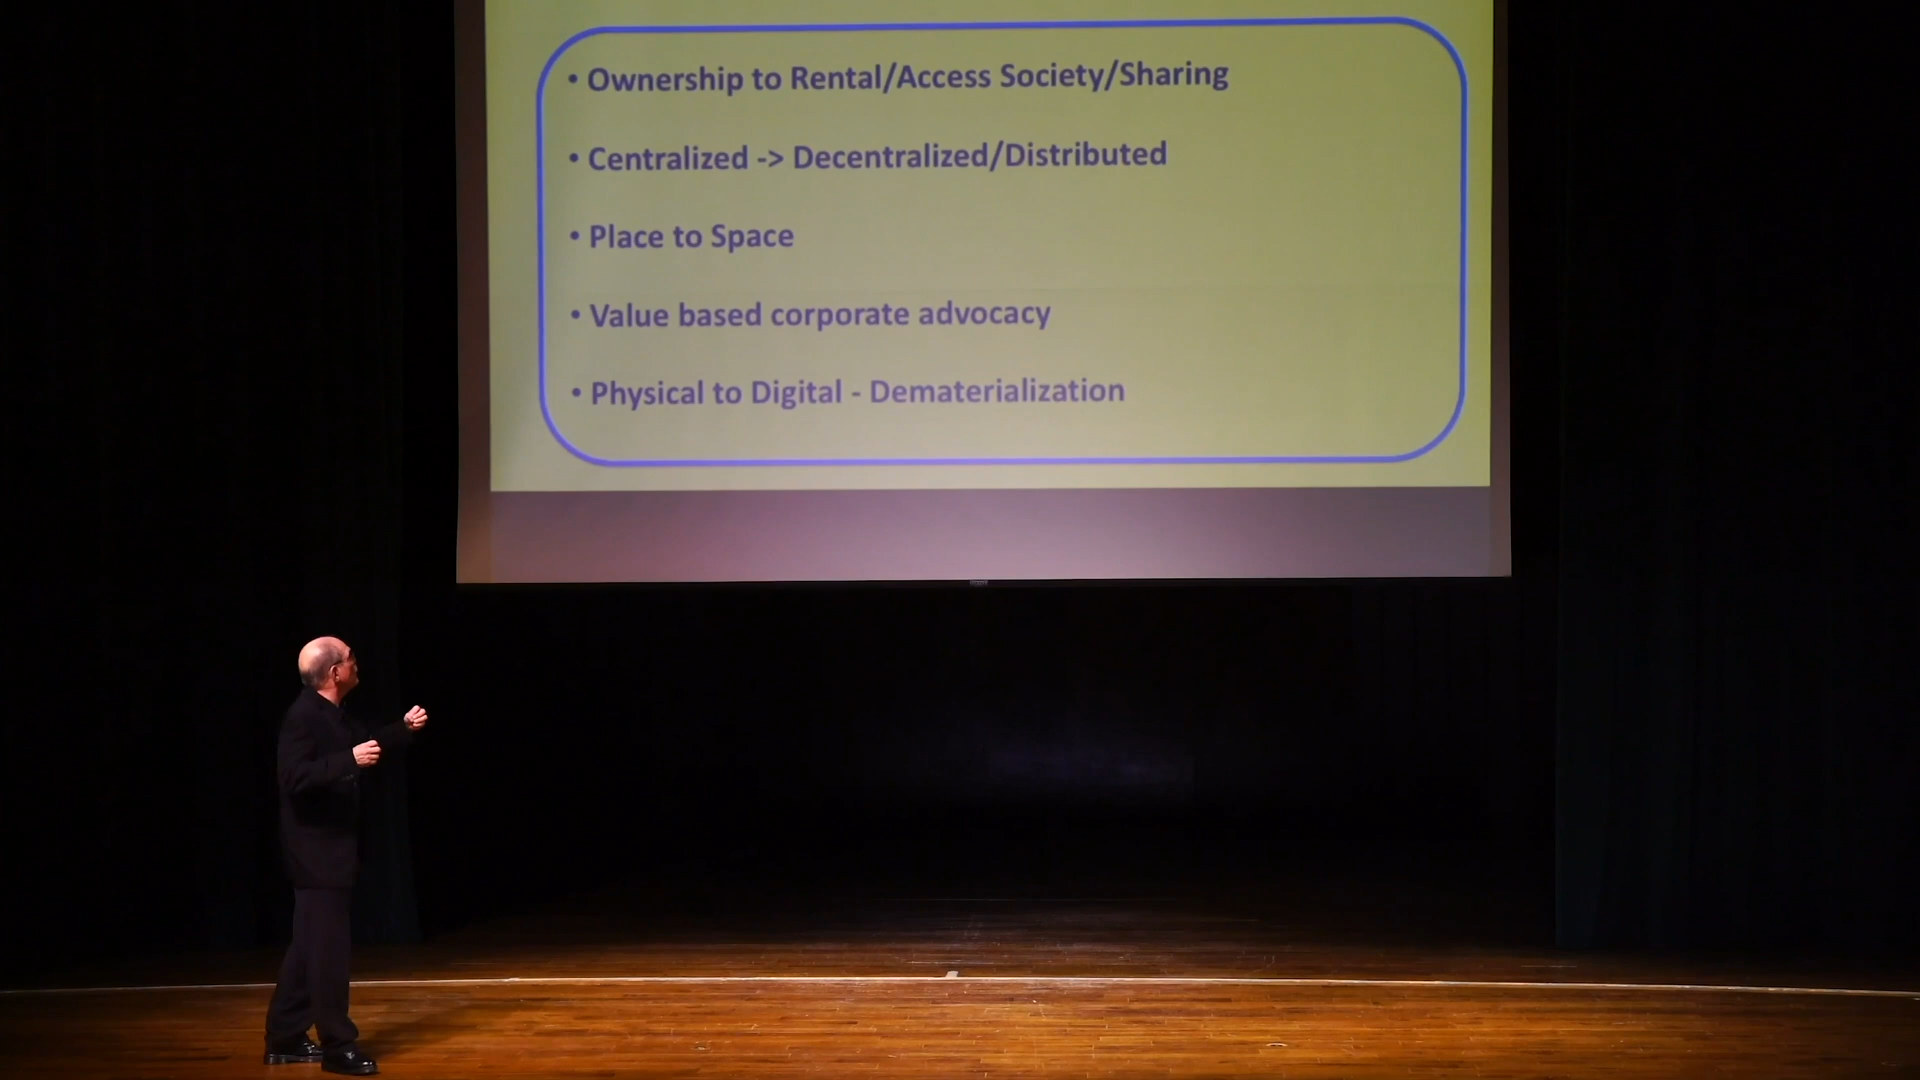 • Ownership to Rental/Access Society/Sharing
• Centralized -> Decentralized/Distributed
• Place to Space
• Value based corporate advocacy
• Physical to Digital - Dematerialization